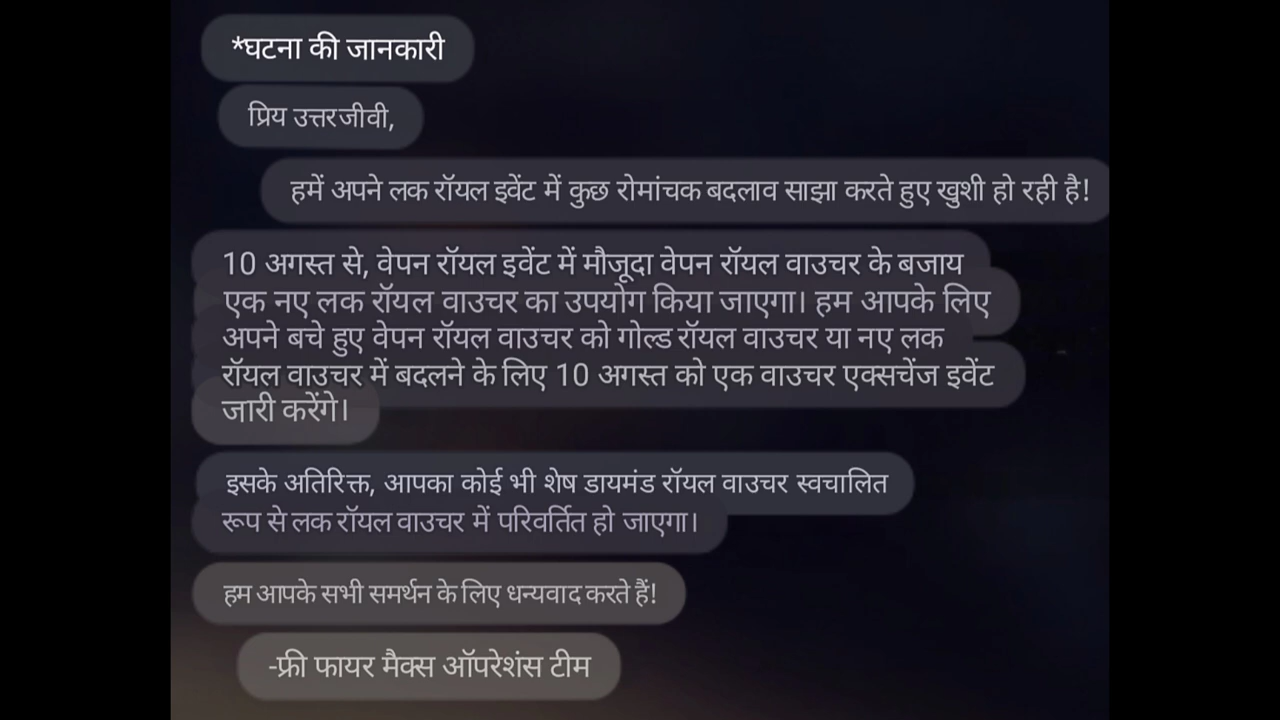 *घटना की जानकारी
प्रिय उत्तरजीवी,
हमें अपने लक रॉयल इवेंट में कुछ रोमांचक बदलाव साझा करते हुए खुशी हो रही है!
10 अगस्त से, वेपन रॉयल इवेंट में मौजूदा वेपन रॉयल वाउचर के बजाय
एक नए लक रॉयल वाउचर का उपयोग किया जाएगा। हम आपके लिए
अपने बचे हुए वेपन रॉयल वाउचर को गोल्ड रॉयल वाउचर या नए लक
रॉयल वाउचर में बदलने के लिए 10 अगस्त को एक वाउचर एक्सचेंज इवेंट
जारी करेंगे।
इसके अतिरिक्त, आपका कोई भी शेष डायमंड रॉयल वाउचर स्वचालित
रूप से लक रॉयल वाउचर में परिवर्तित हो जाएगा।
हम आपके सभी समर्थन के लिए धन्यवाद करते हैं!
-फ्री फायर मैक्स ऑपरेशंस टीम